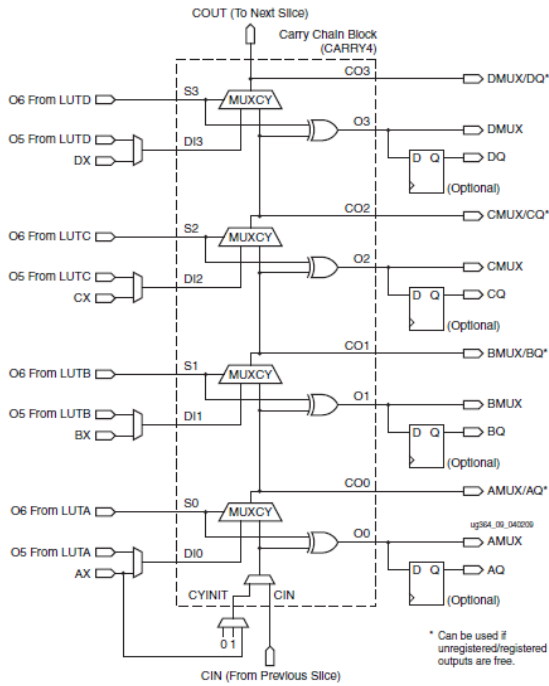 COUT (To Next Slice)
Carry Chain Block
(CARRY4)
CO3
DMUX/DQ*
O6 From LUTD
S3
MUXCY
O3
DMUX
O5 From LUTD
DI3
DX
D Q
DQ
(Optional)
CO2
CMUX/CQ*
O6 From LUTC
S2
MUXCY
O2
CMUX
O5 From LUTC
DI2
CX
D Q
CQ
(Optional)
CO1
BMUX/BQ*
O6 From LUTB
S1
MUXCY
O1
BMUX
O5 From LUTB
DI1
BX
D Q
BQ
(Optional)
CO0
AMUX/AQ*
O6 From LUTA
S0
MUXCY
ug364_09_040209
O0
AMUX
O5 From LUTA
DI0
AX
D Q
AQ
CYINIT
CIN
(Optional)
0 1
* Can be used if
unregistered/registered
outputs are free.
CIN (From Previous Slice)